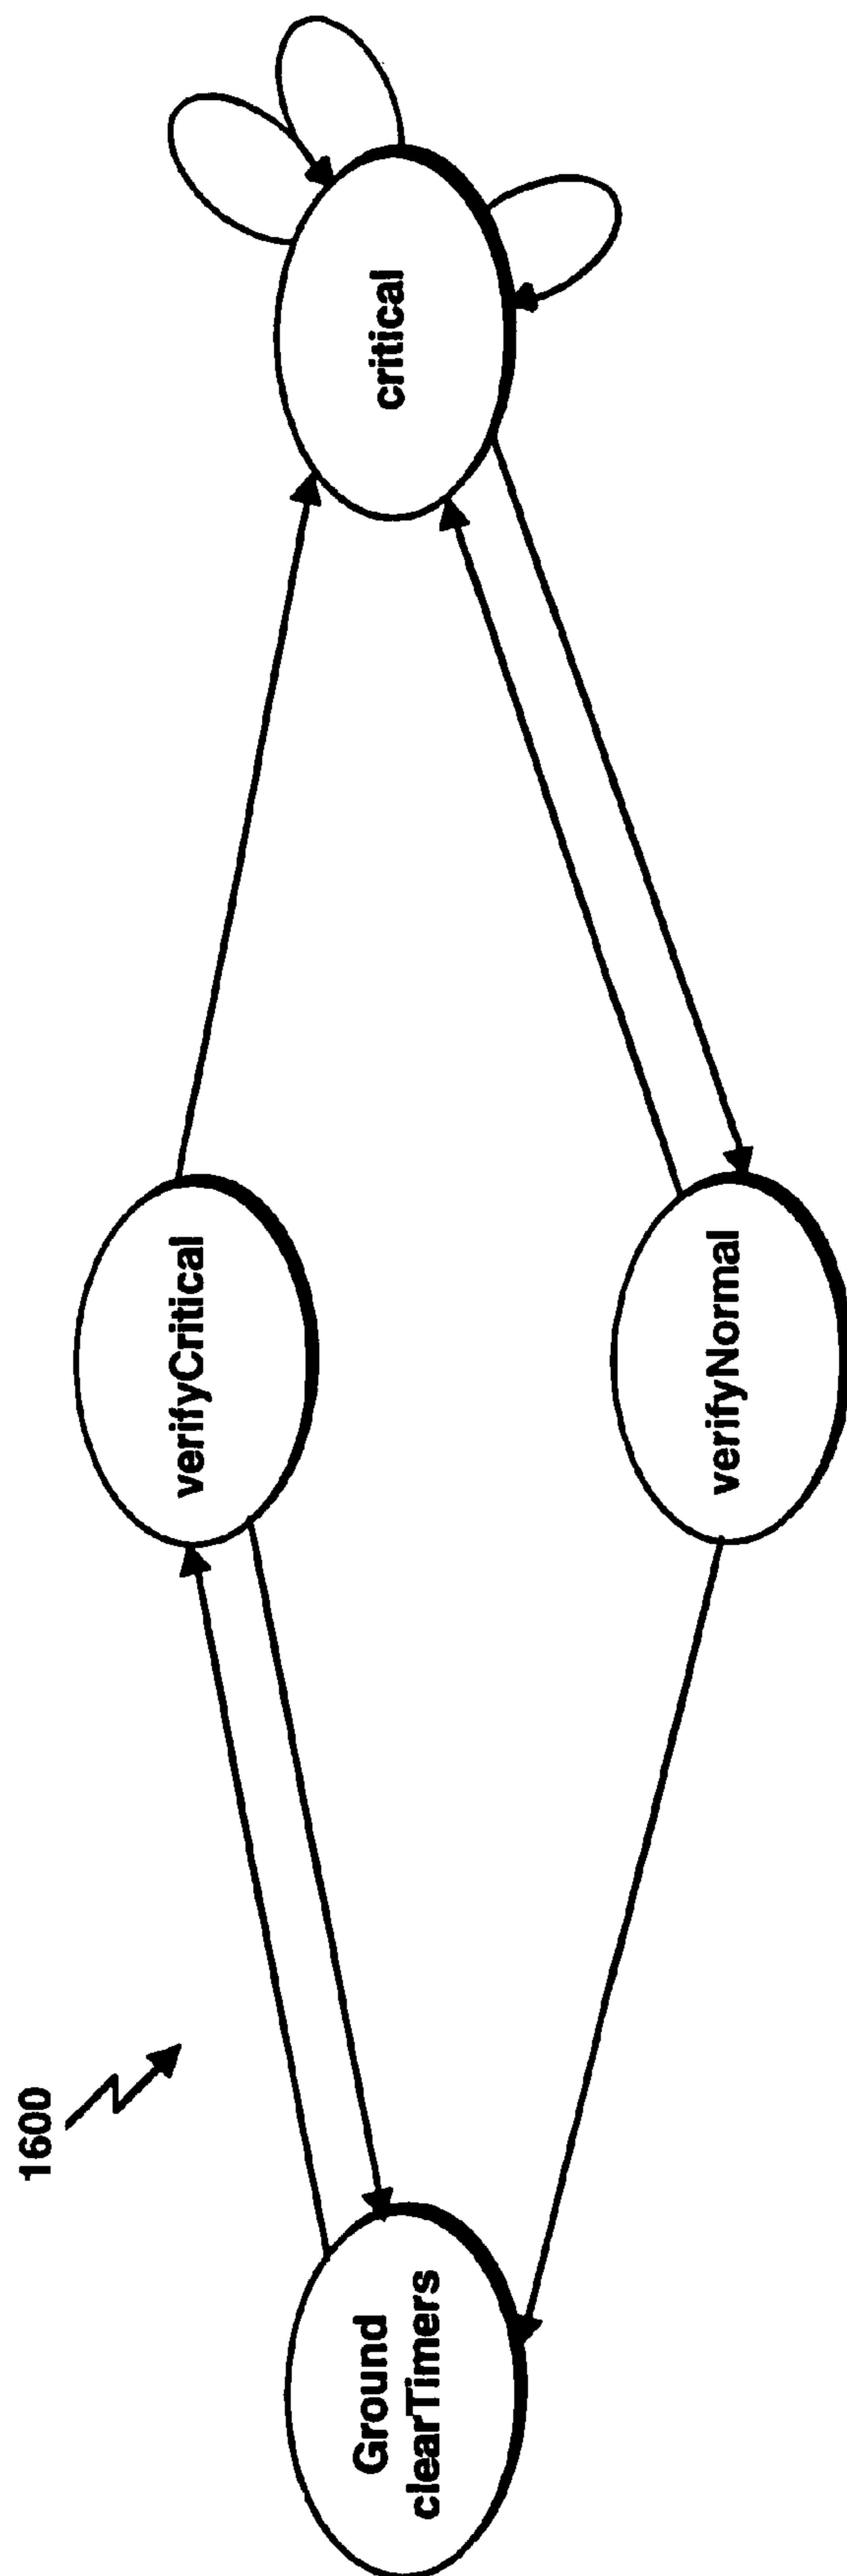 1600
Ground
clearTimers
verifyCritical
verifyNormal
critical